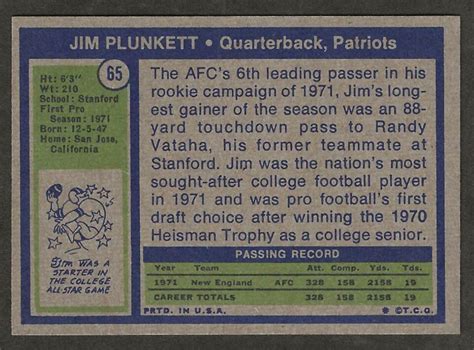 JIM PLUNKETT • Quarterback, Patriots
65
Ht: 6'3"
Wt: 210
School: Stanford
First Pro
Season: 1971
Born: 12-5-47
Home: San Jose,
California
The AFC's 6th leading passer in his
rookie campaign of 1971, Jim's long-
est gainer of the season was an 88-
yard touchdown pass to Randy
Vataha, his former teammate at
Stanford. Jim was the nation's most
sought-after college football player
in 1971 and was pro football's first
draft choice after winning the 1970
Heisman Trophy as a college senior.
JIM WAS A
STARTER IN
THE COLLEGE
ALL-STAR GAME
PASSING RECORD
Year Team Att. Comp. Yds. Tds.
1971 New England AFC 328 158 2158 19
CAREER TOTALS 328 158 2158 19
PRTD. IN U.S.A. ©T.C.G.